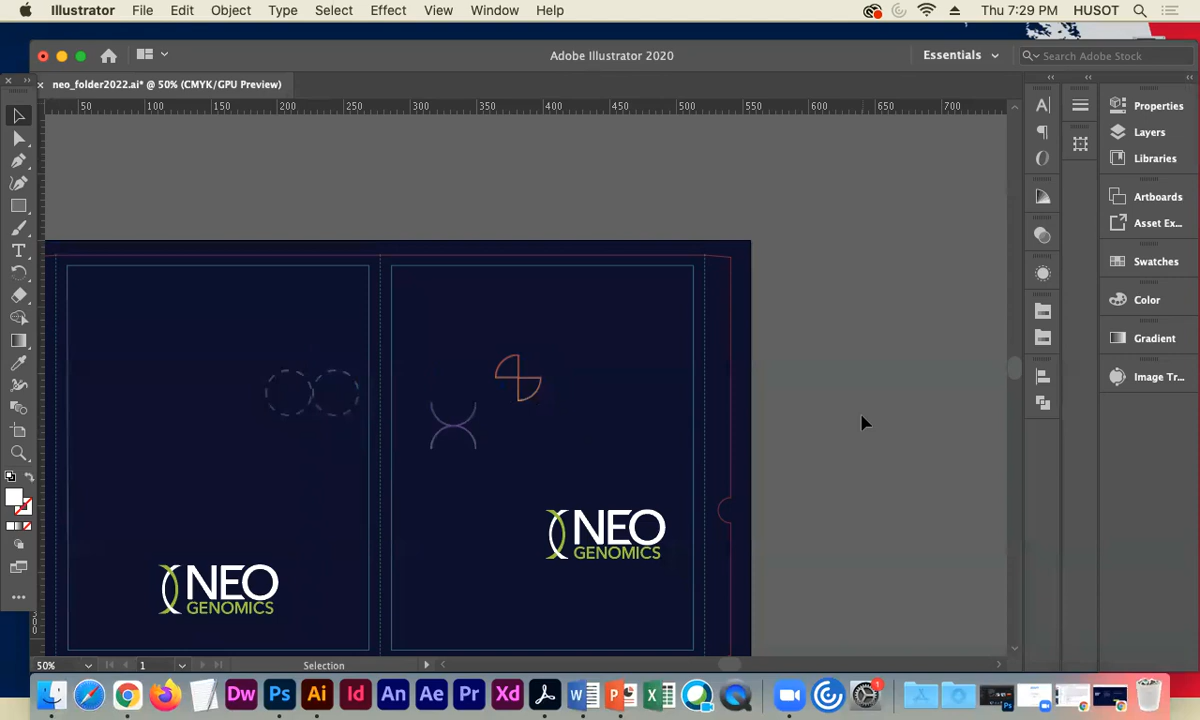 Illustrator File Edit Object Type Select Effect View Window Help Thu 7:29 PM HUSOT
Adobe Illustrator 2020 Essentials Search Adobe Stock
neo_folder2022.ai* @ 50% (CMYK/GPU Preview)
50 100 150 200 250 300 350 400 450 500 550 600 650 700
Properties
Layers
Libraries
Artboards
Asset Ex...
Swatches
Color
Gradient
Image Tr...
NEO
GENOMICS
NEO
GENOMICS
50% 1 Selection
Dw Ps Ai Id An Ae Pr Xd W P X 1